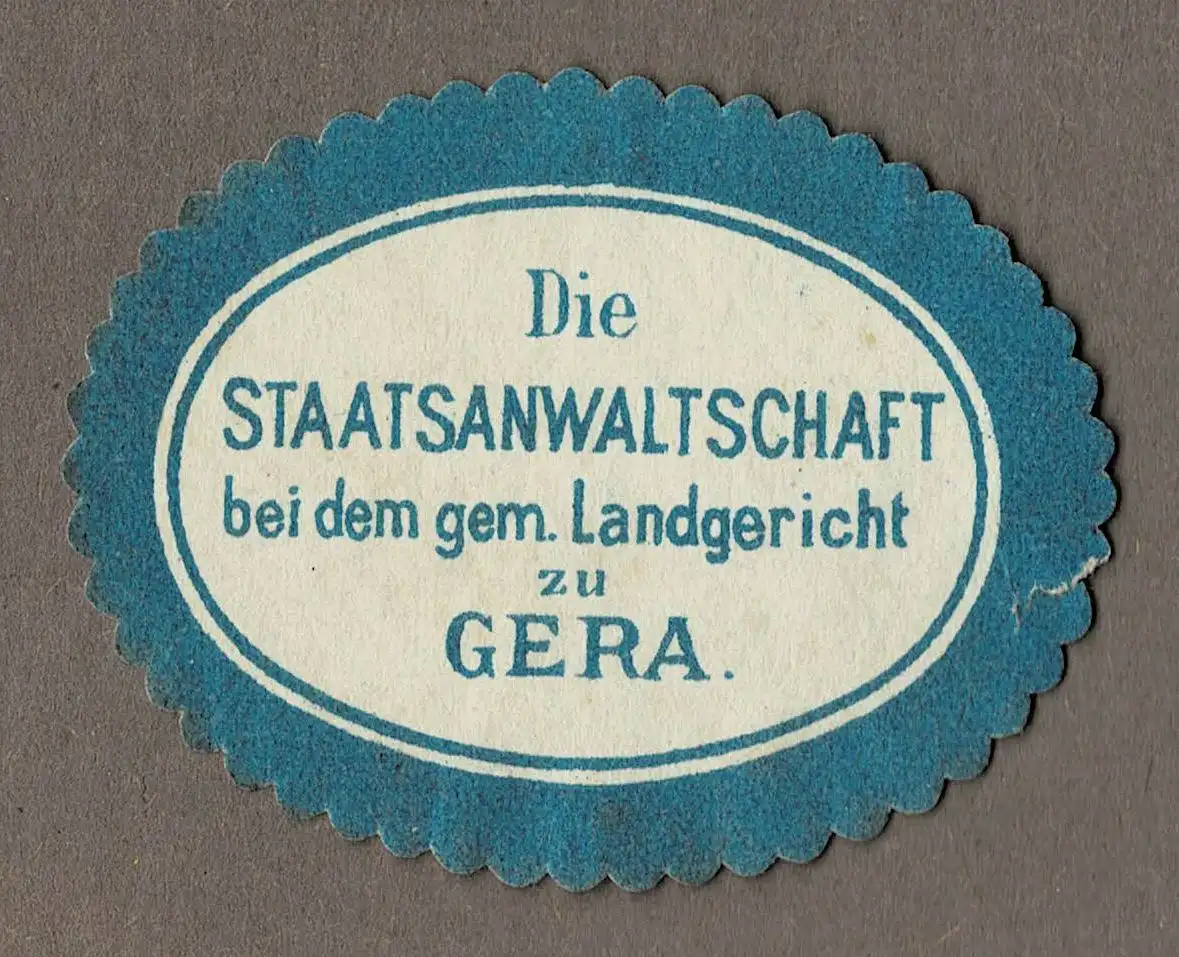 Die
STAATSANWALTSCHAFT
bei dem gem. Landgericht
zu
GERA.